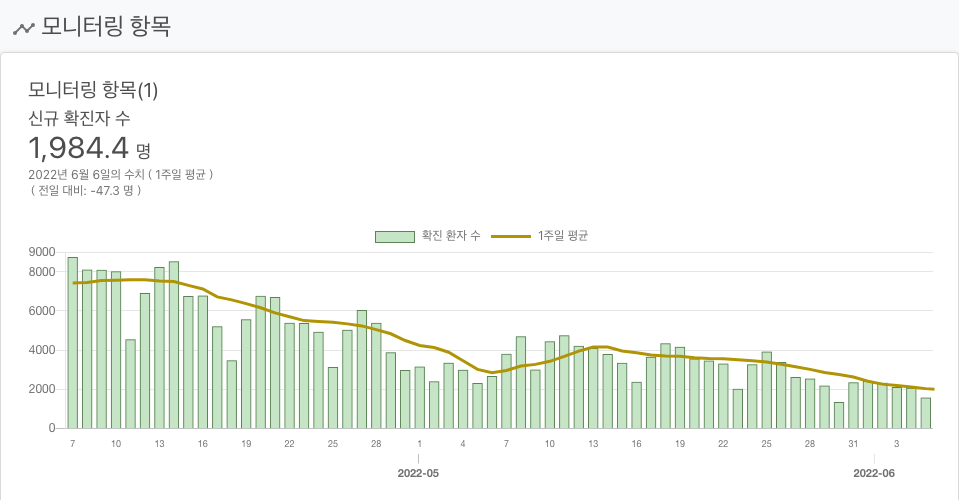 모니터링 항목
모니터링 항목(1)
신규 확진자 수
1,984.4 명
2022년 6월 6일의 수치 ( 1주일 평균 )
( 전일 대비: -47.3 명 )
확진 환자 수 1주일 평균
9000
8000
6000
4000
2000
0
7 10 13 16 19 22 25 28 1 4 7 10 13 16 19 22 25 28 31 3
2022-05 2022-06